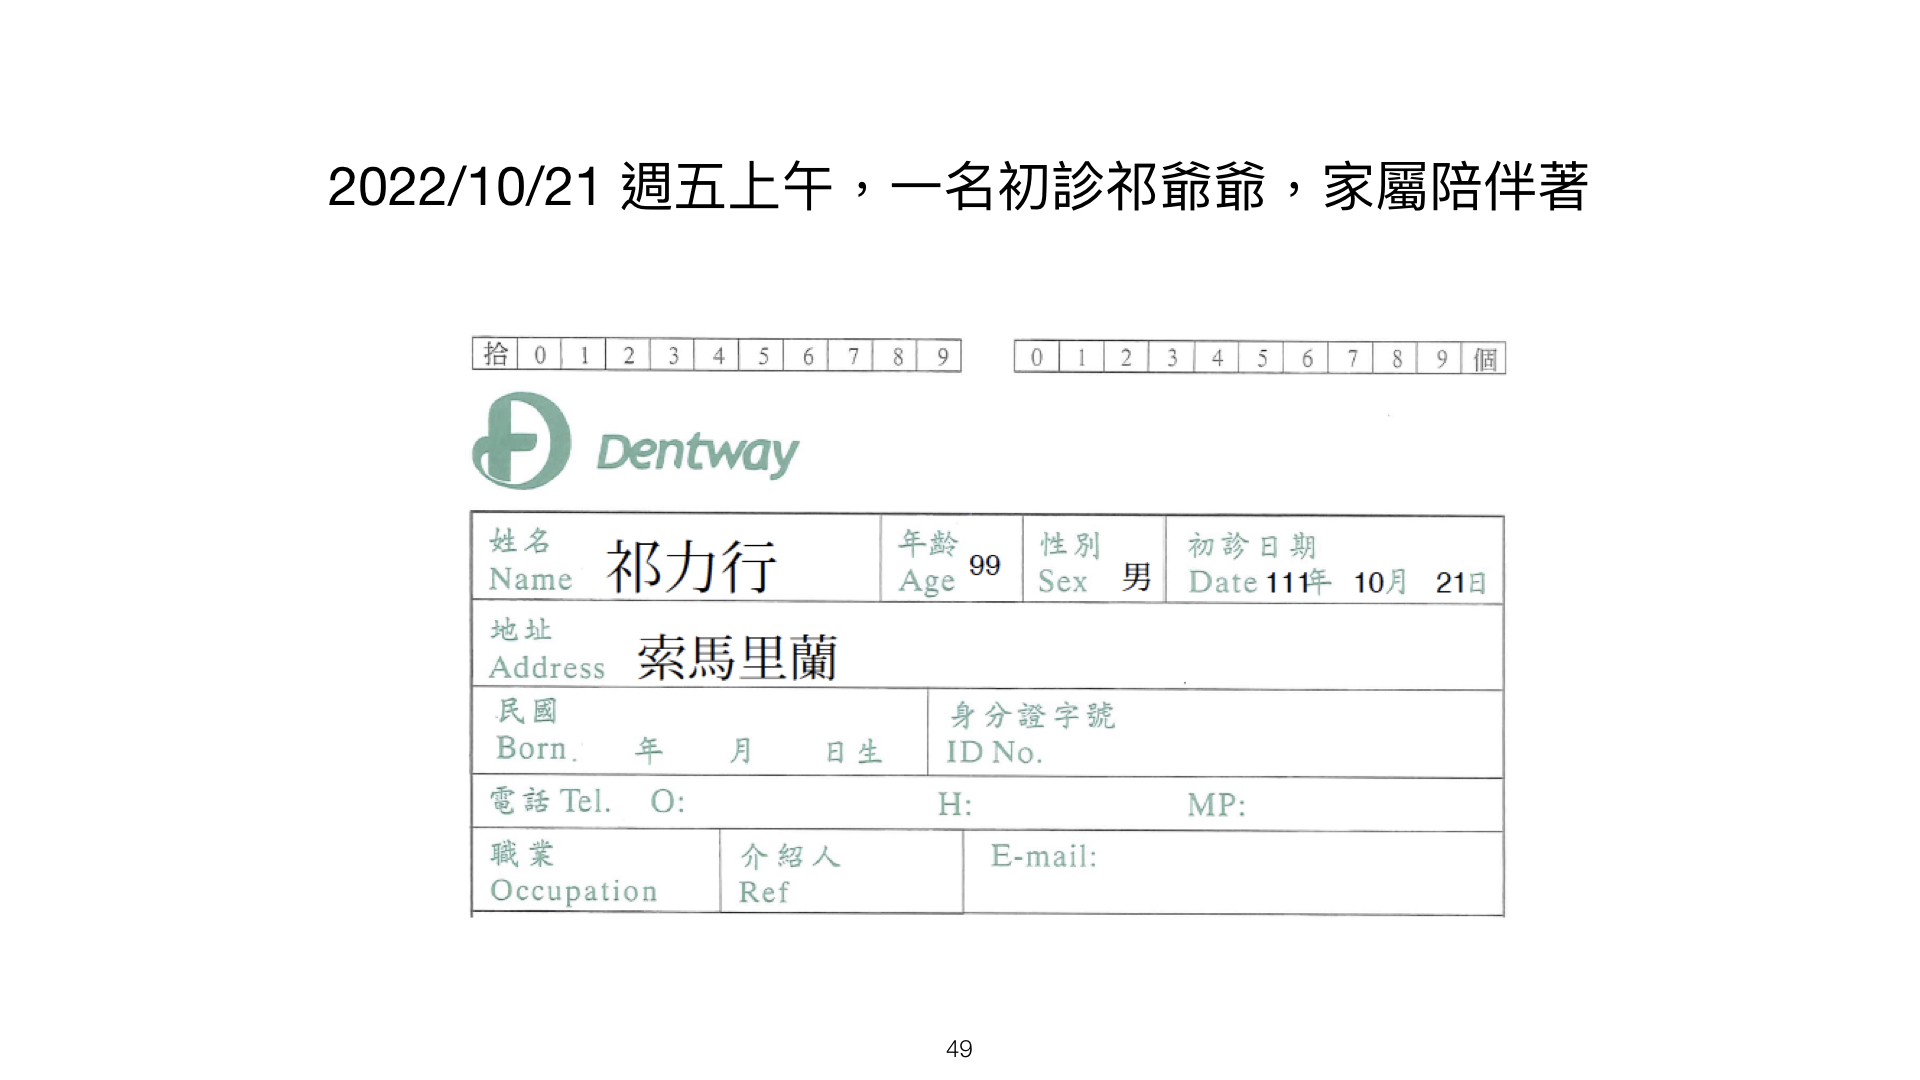 2022/10/21 週五上午，一名初診祁爺爺，家屬陪伴著
拾 0 1 2 3 4 5 6 7 8 9
0 1 2 3 4 5 6 7 8 9 個
Dentway
姓名 Name 祁力行
年齡 Age 99
性別 Sex 男
初診日期 Date 111年 10月 21日
地址 Address 索馬里蘭
民國 Born. 年 月 日生
身分證字號 ID No.
電話 Tel. O: H: MP:
職業 Occupation
介紹人 Ref
E-mail:
49